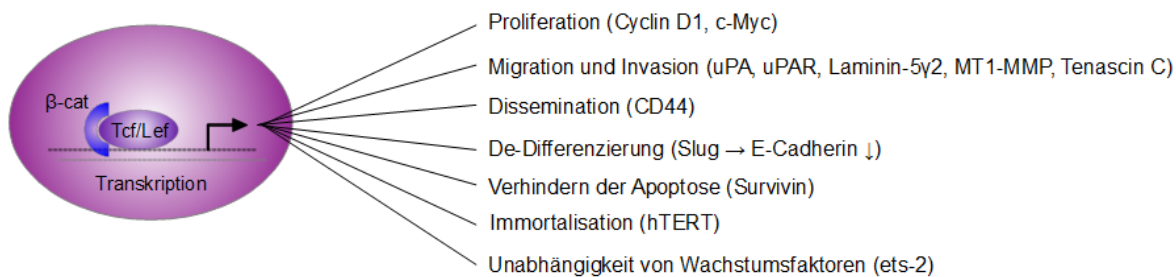 β-cat
Tcf/Lef
Transkription
Proliferation (Cyclin D1, c-Myc)
Migration und Invasion (uPA, uPAR, Laminin-5γ2, MT1-MMP, Tenascin C)
Dissemination (CD44)
De-Differenzierung (Slug → E-Cadherin ↓)
Verhindern der Apoptose (Survivin)
Immortalisation (hTERT)
Unabhängigkeit von Wachstumsfaktoren (ets-2)